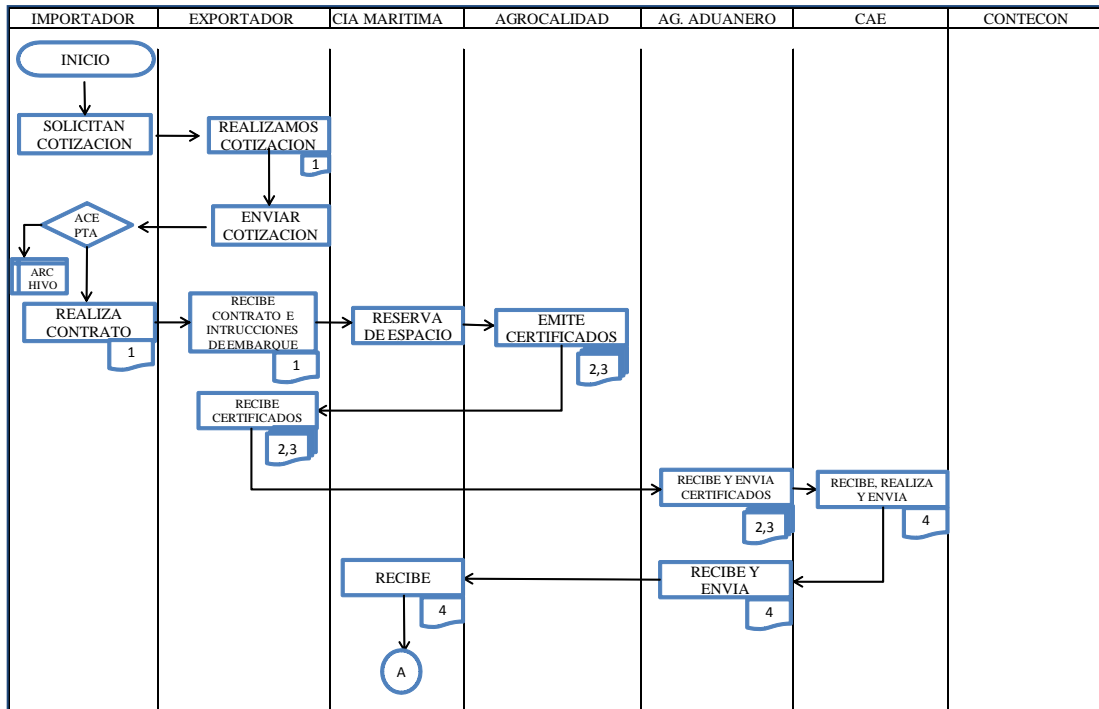 IMPORTADOR
EXPORTADOR
CIA MARITIMA
AGROCALIDAD
AG. ADUANERO
CAE
CONTECON
INICIO
SOLICITAN
COTIZACION
REALIZAMOS
COTIZACION
1
ENVIAR
COTIZACION
ACE
PTA
ARC
HIVO
REALIZA
CONTRATO
1
RECIBE
CONTRATO E
INTRUCCIONES
DE EMBARQUE
1
RESERVA
DE ESPACIO
EMITE
CERTIFICADOS
2,3
RECIBE
CERTIFICADOS
2,3
RECIBE Y ENVIA
CERTIFICADOS
2,3
RECIBE, REALIZA
Y ENVIA
4
RECIBE Y
ENVIA
4
RECIBE
4
A